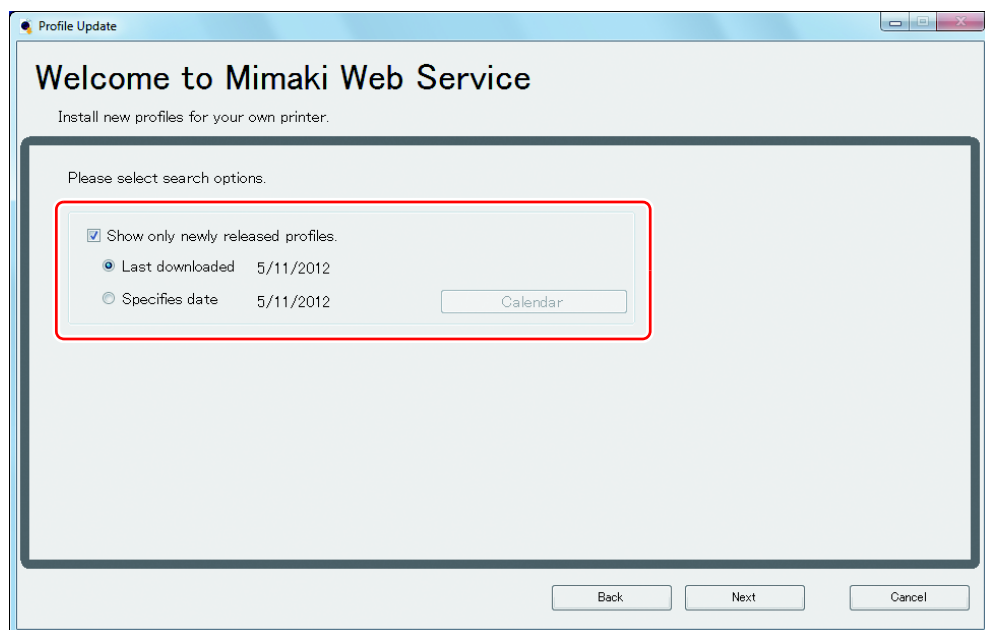 Profile Update
Welcome to Mimaki Web Service
Install new profiles for your own printer.
Please select search options.
Show only newly released profiles.
Last downloaded 5/11/2012
Specifies date 5/11/2012 Calendar
Back Next Cancel